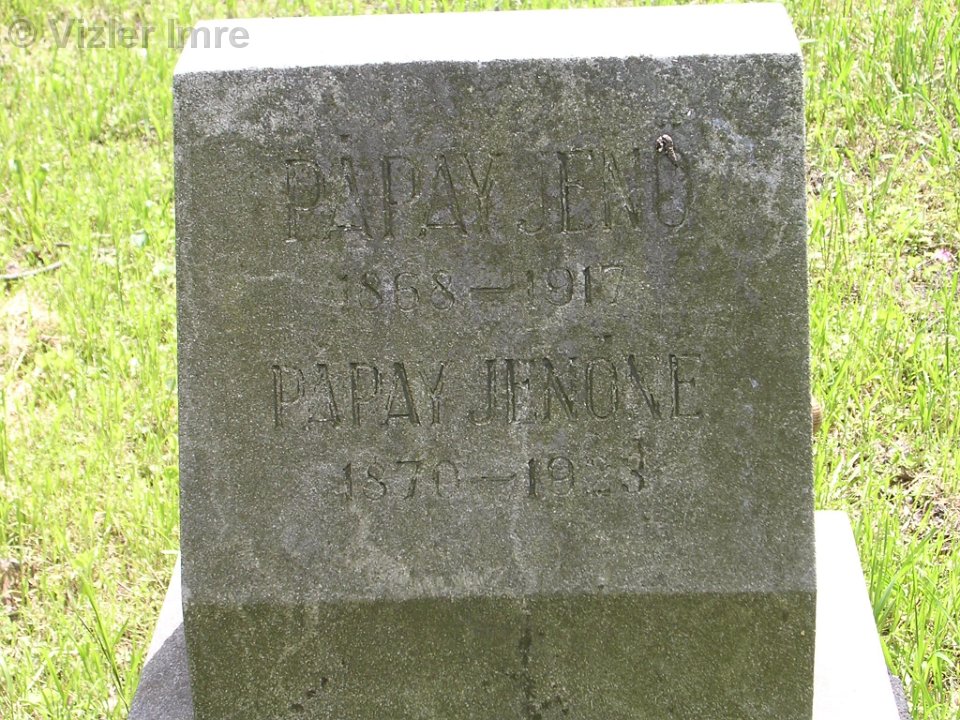 © Vizler Imre
PAPAY JENŐ
1868—1917
PAPAY JENŐNÉ
1870—1923